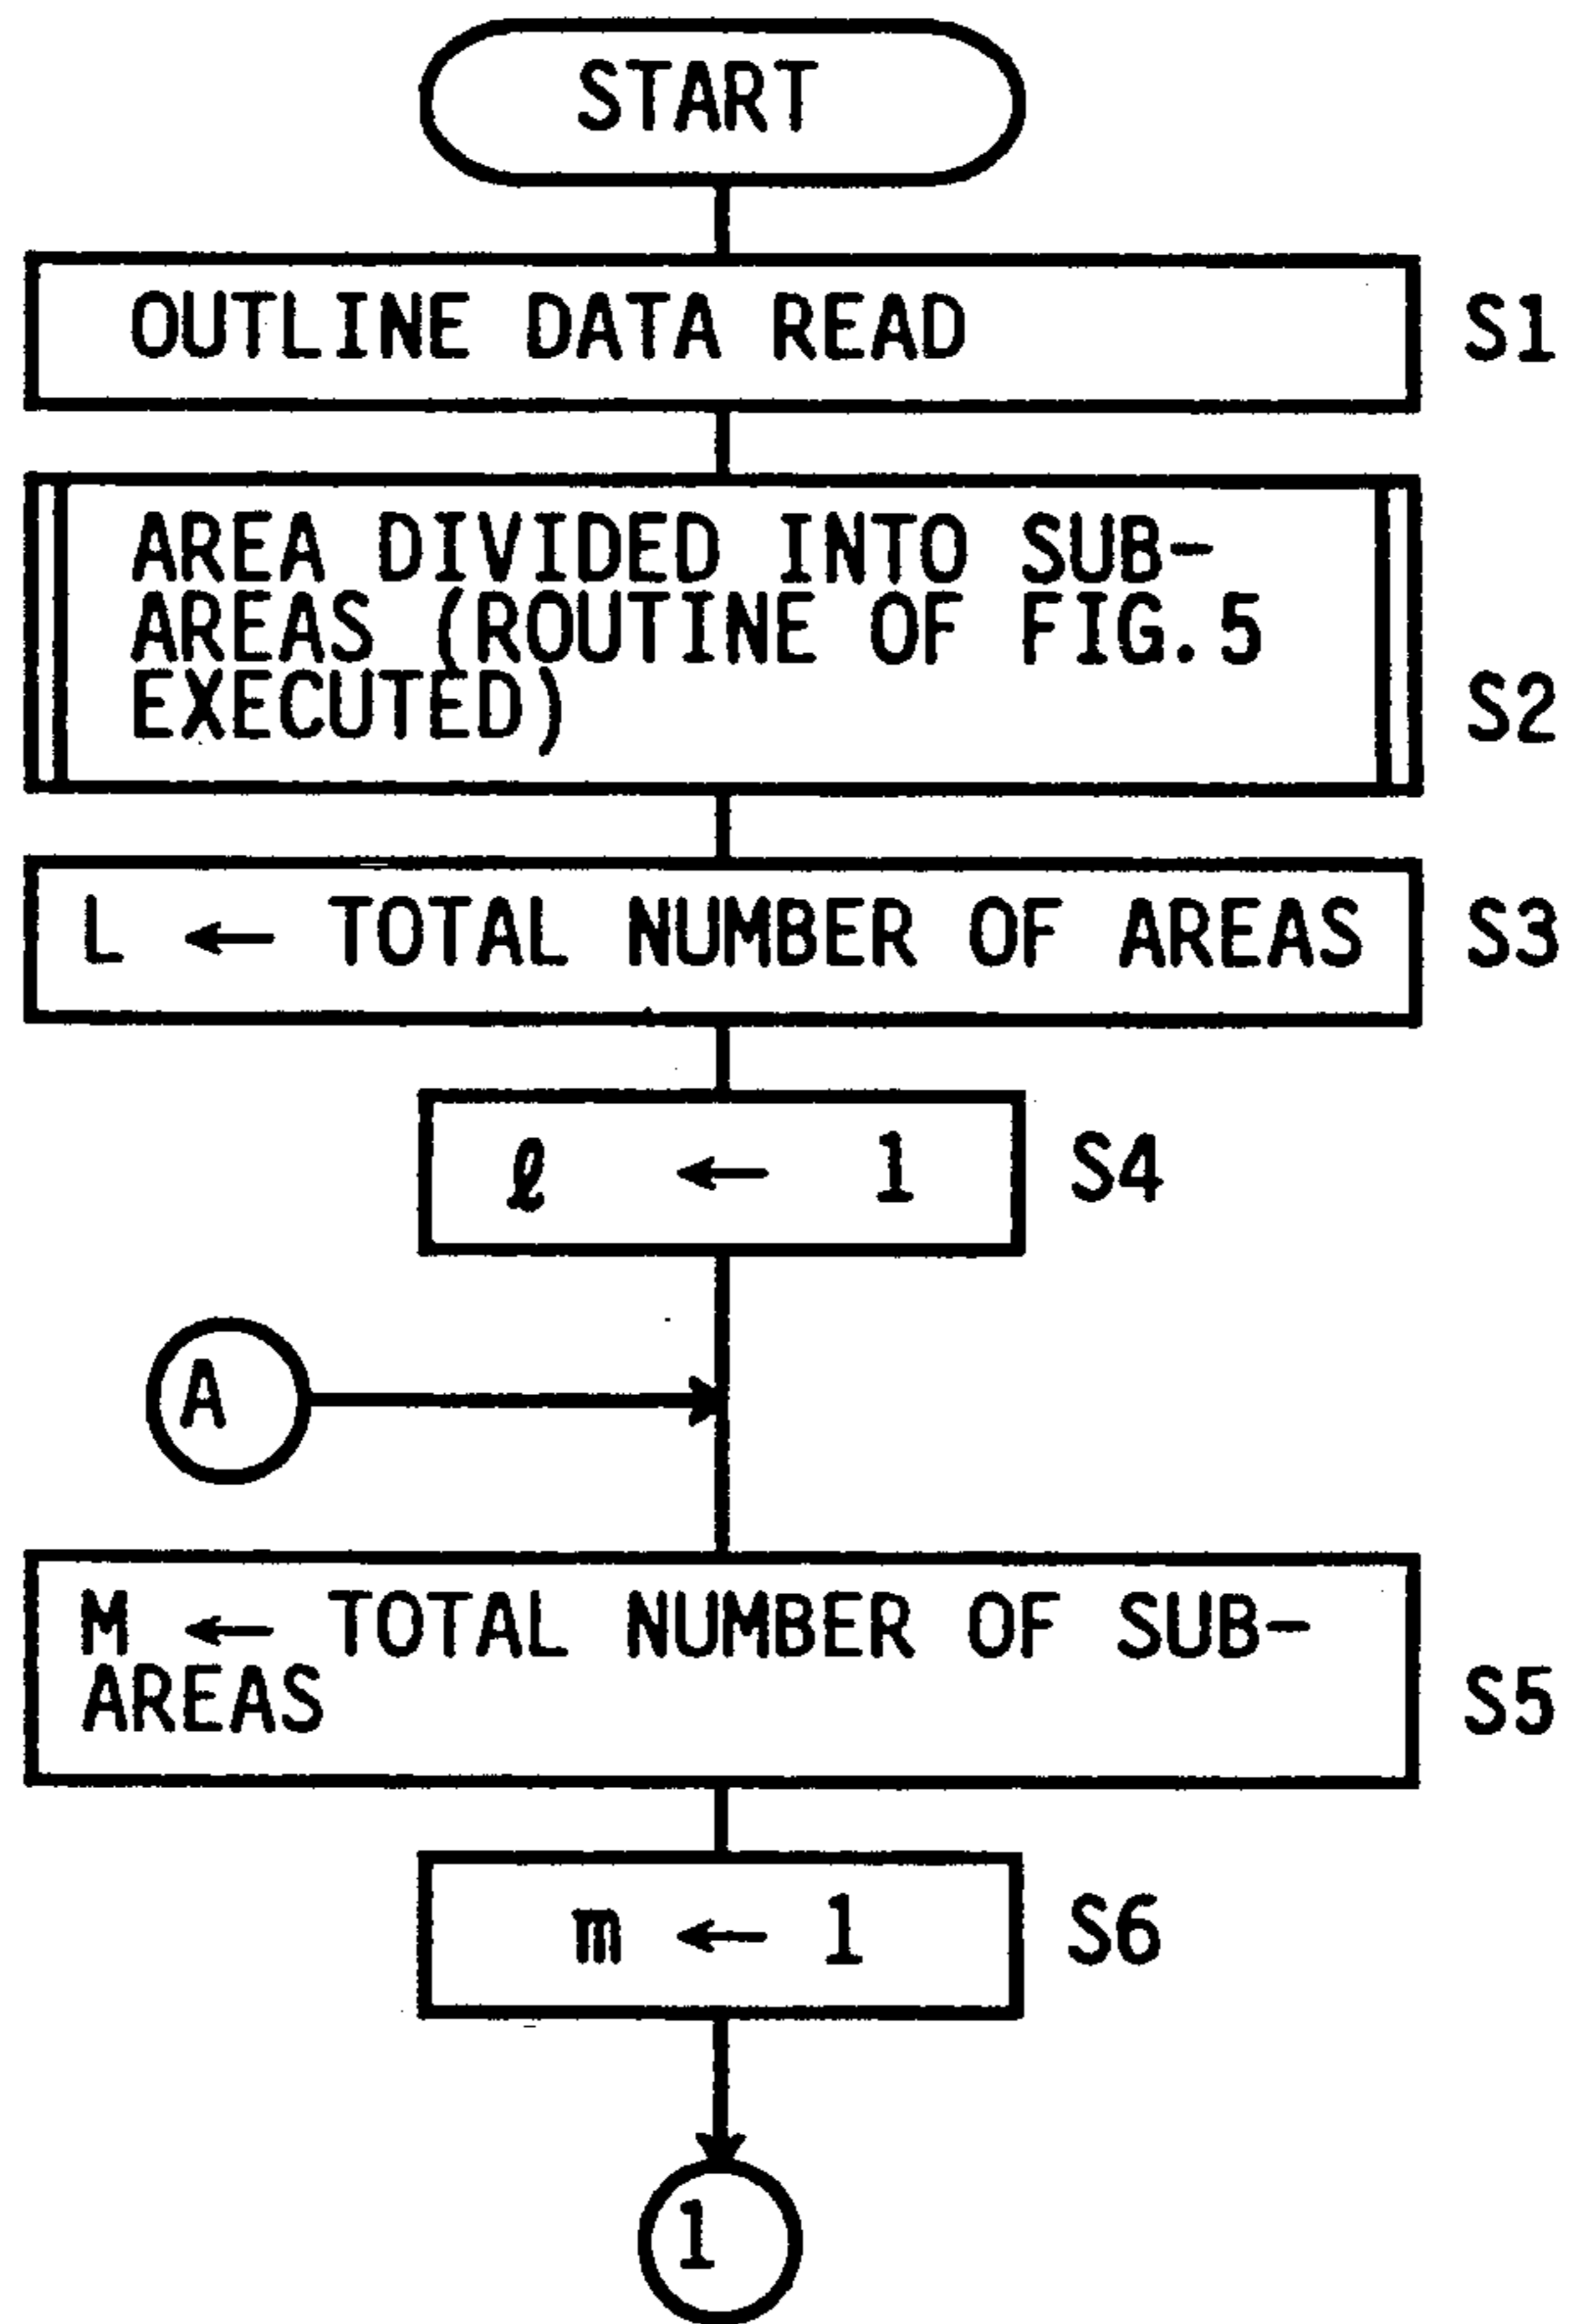 START
OUTLINE DATA READ S1
AREA DIVIDED INTO SUB-
AREAS (ROUTINE OF FIG.5
EXECUTED) S2
L ← TOTAL NUMBER OF AREAS S3
ℓ ← 1 S4
A
M ← TOTAL NUMBER OF SUB-
AREAS S5
m ← 1 S6
1